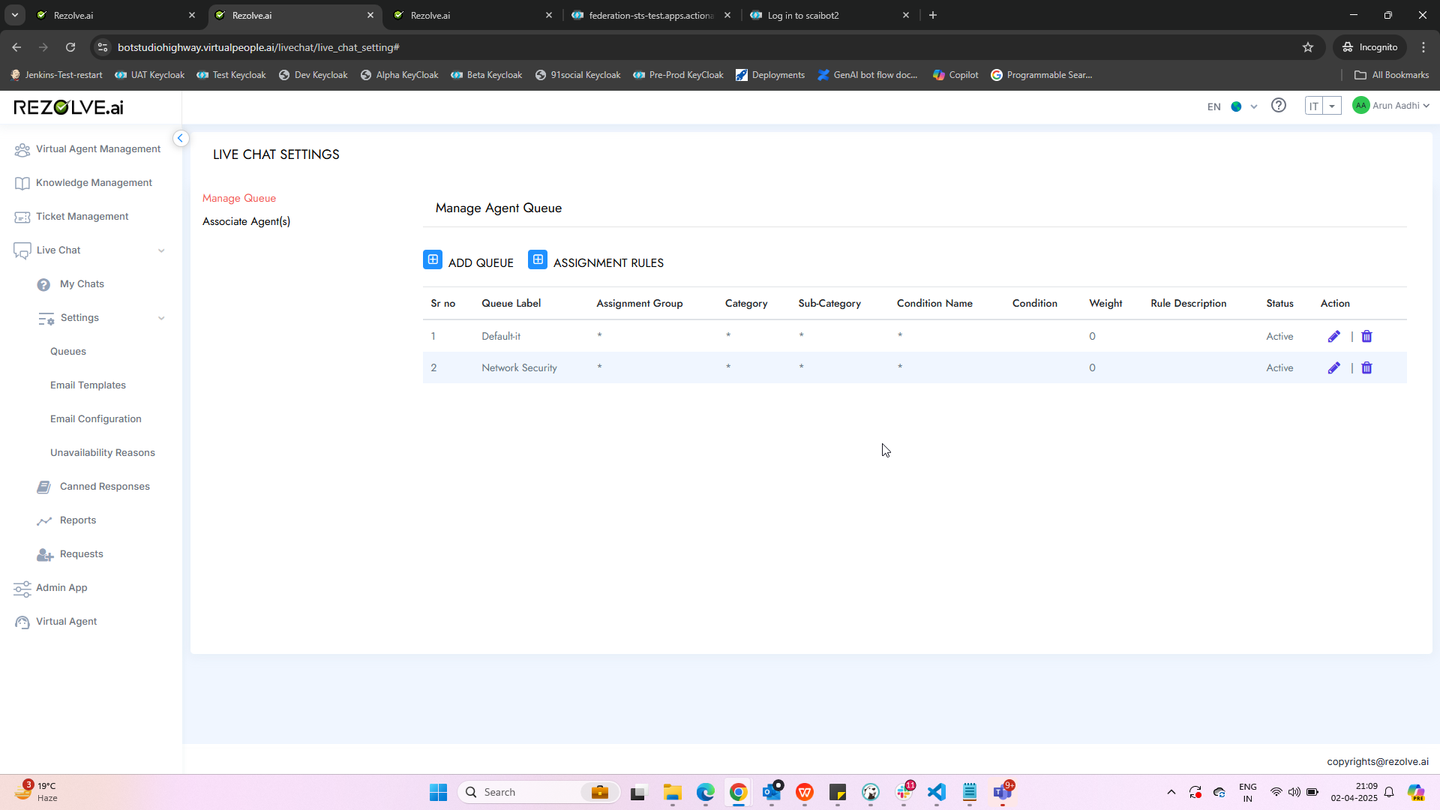 Rezolve.ai
Rezolve.ai
Rezolve.ai
federation-sts-test.apps.actiona
Log in to scaibot2
botstudiohighway.virtualpeople.ai/livechat/live_chat_setting#
Incognito
Jenkins-Test-restart
UAT Keycloak
Test Keycloak
Dev Keycloak
Alpha KeyCloak
Beta Keycloak
91social Keycloak
Pre-Prod KeyCloak
Deployments
GenAI bot flow doc...
Copilot
Programmable Sear...
All Bookmarks
REZOLVE.ai
EN
IT
AA
Arun Aadhi
Virtual Agent Management
Knowledge Management
Ticket Management
Live Chat
My Chats
Settings
Queues
Email Templates
Email Configuration
Unavailability Reasons
Canned Responses
Reports
Requests
Admin App
Virtual Agent
LIVE CHAT SETTINGS
Manage Queue
Associate Agent(s)
Manage Agent Queue
ADD QUEUE
ASSIGNMENT RULES
Sr no Queue Label Assignment Group Category Sub-Category Condition Name Condition Weight Rule Description Status Action
1 Default-it * * * * 0 Active |
2 Network Security * * * * 0 Active |
copyrights@rezolve.ai
3
19°C
Haze
Search
11
9+
ENG
IN
21:09
02-04-2025
PRE